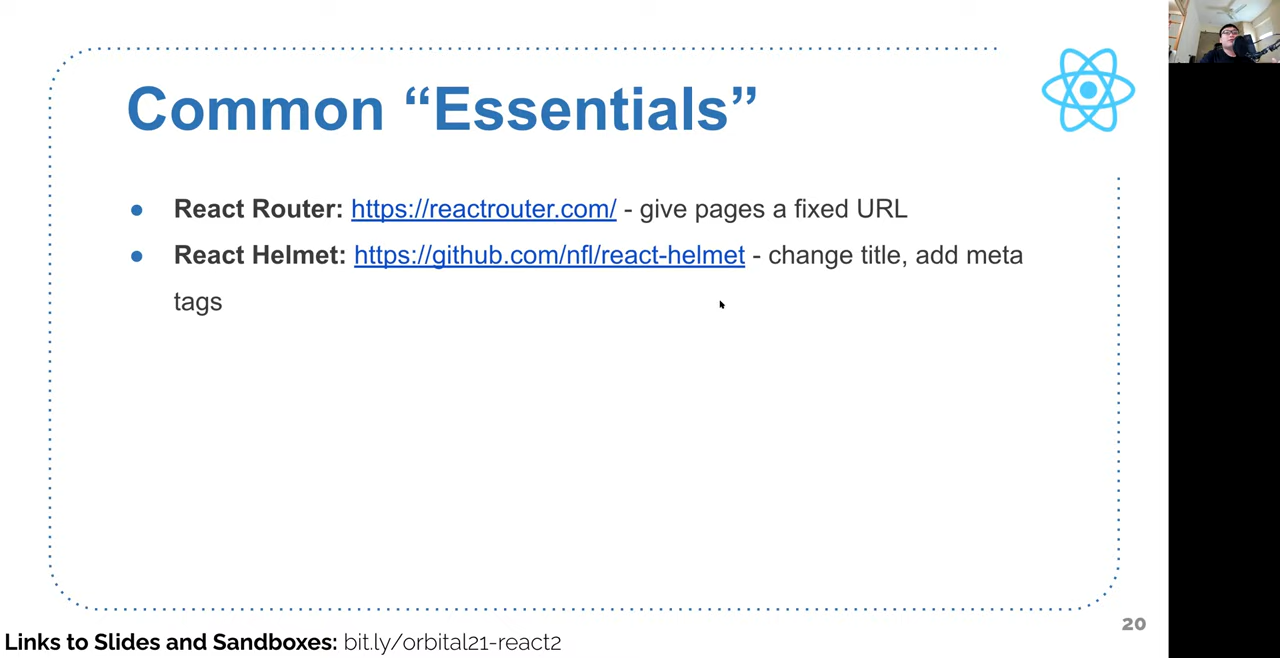 Common “Essentials”
● React Router: https://reactrouter.com/ - give pages a fixed URL
● React Helmet: https://github.com/nfl/react-helmet - change title, add meta
tags
20
Links to Slides and Sandboxes: bit.ly/orbital21-react2